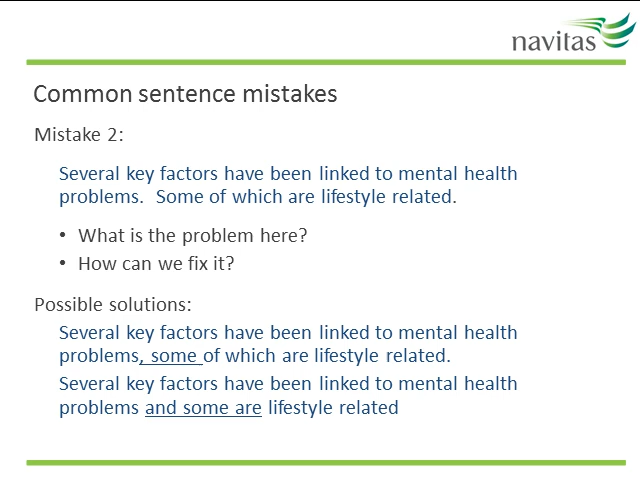 navitas
Common sentence mistakes
Mistake 2:
Several key factors have been linked to mental health
problems.  Some of which are lifestyle related.
• What is the problem here?
• How can we fix it?
Possible solutions:
Several key factors have been linked to mental health
problems, some of which are lifestyle related.
Several key factors have been linked to mental health
problems and some are lifestyle related